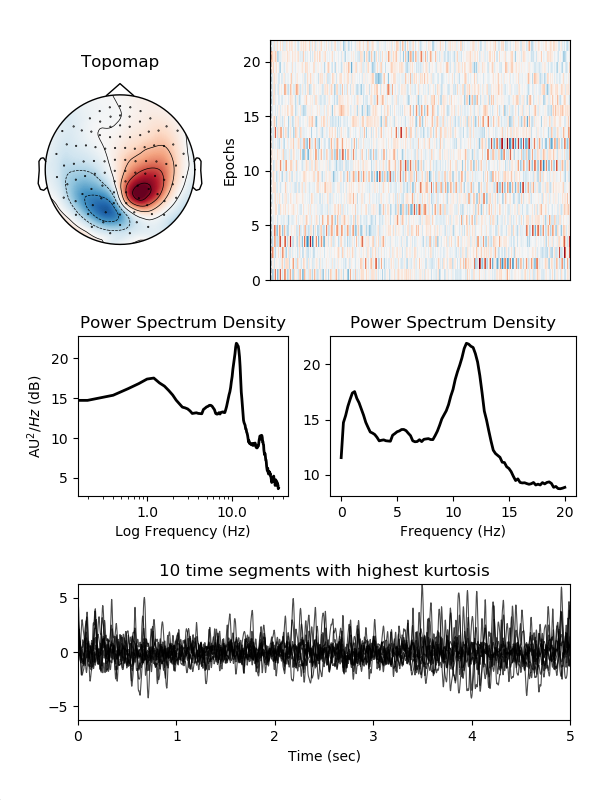 Topomap
Epochs
20
15
10
5
0
Power Spectrum Density
AU²/Hz (dB)
20
15
10
5
1.0 10.0
Log Frequency (Hz)
Power Spectrum Density
20
15
10
0 5 10 15 20
Frequency (Hz)
10 time segments with highest kurtosis
5
0
−5
0 1 2 3 4 5
Time (sec)